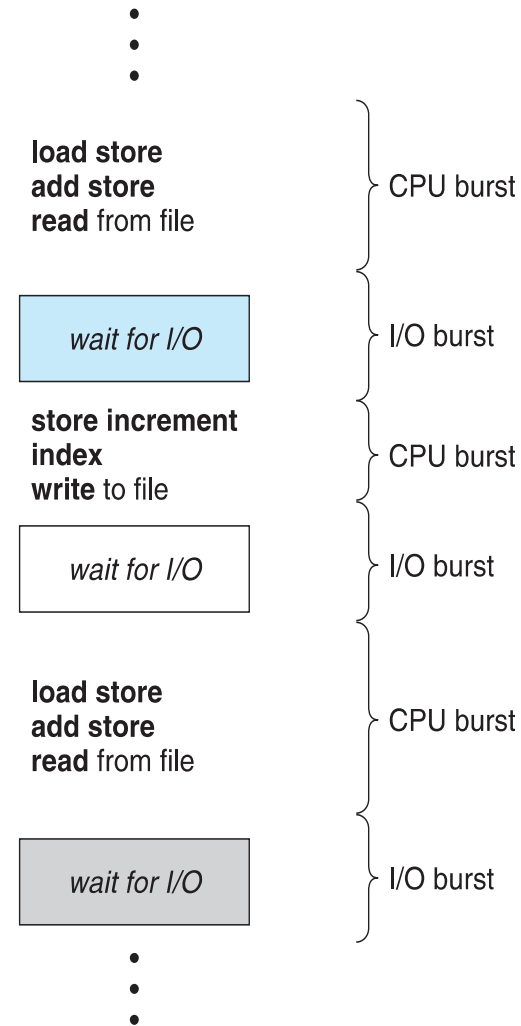 load store
add store
read from file
CPU burst
wait for I/O
I/O burst
store increment
index
write to file
CPU burst
wait for I/O
I/O burst
load store
add store
read from file
CPU burst
wait for I/O
I/O burst